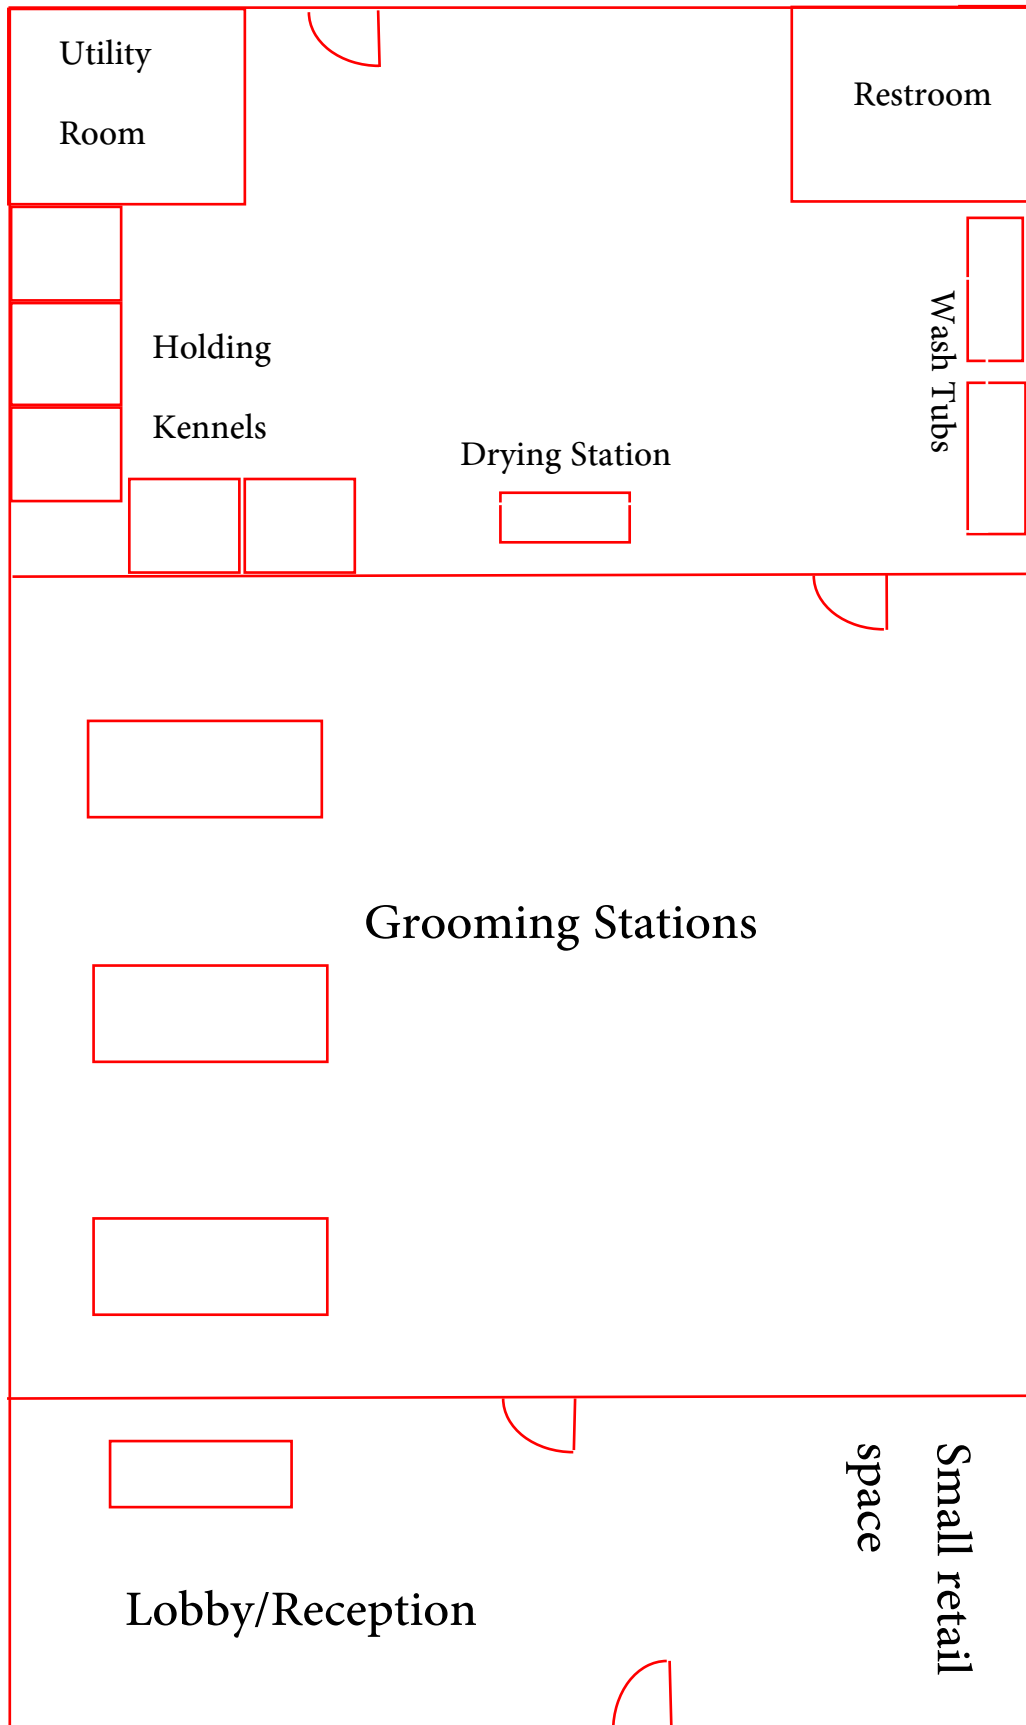 Utility
Room
Restroom
Holding
Kennels
Wash Tubs
Drying Station
Grooming Stations
Small retail
space
Lobby/Reception